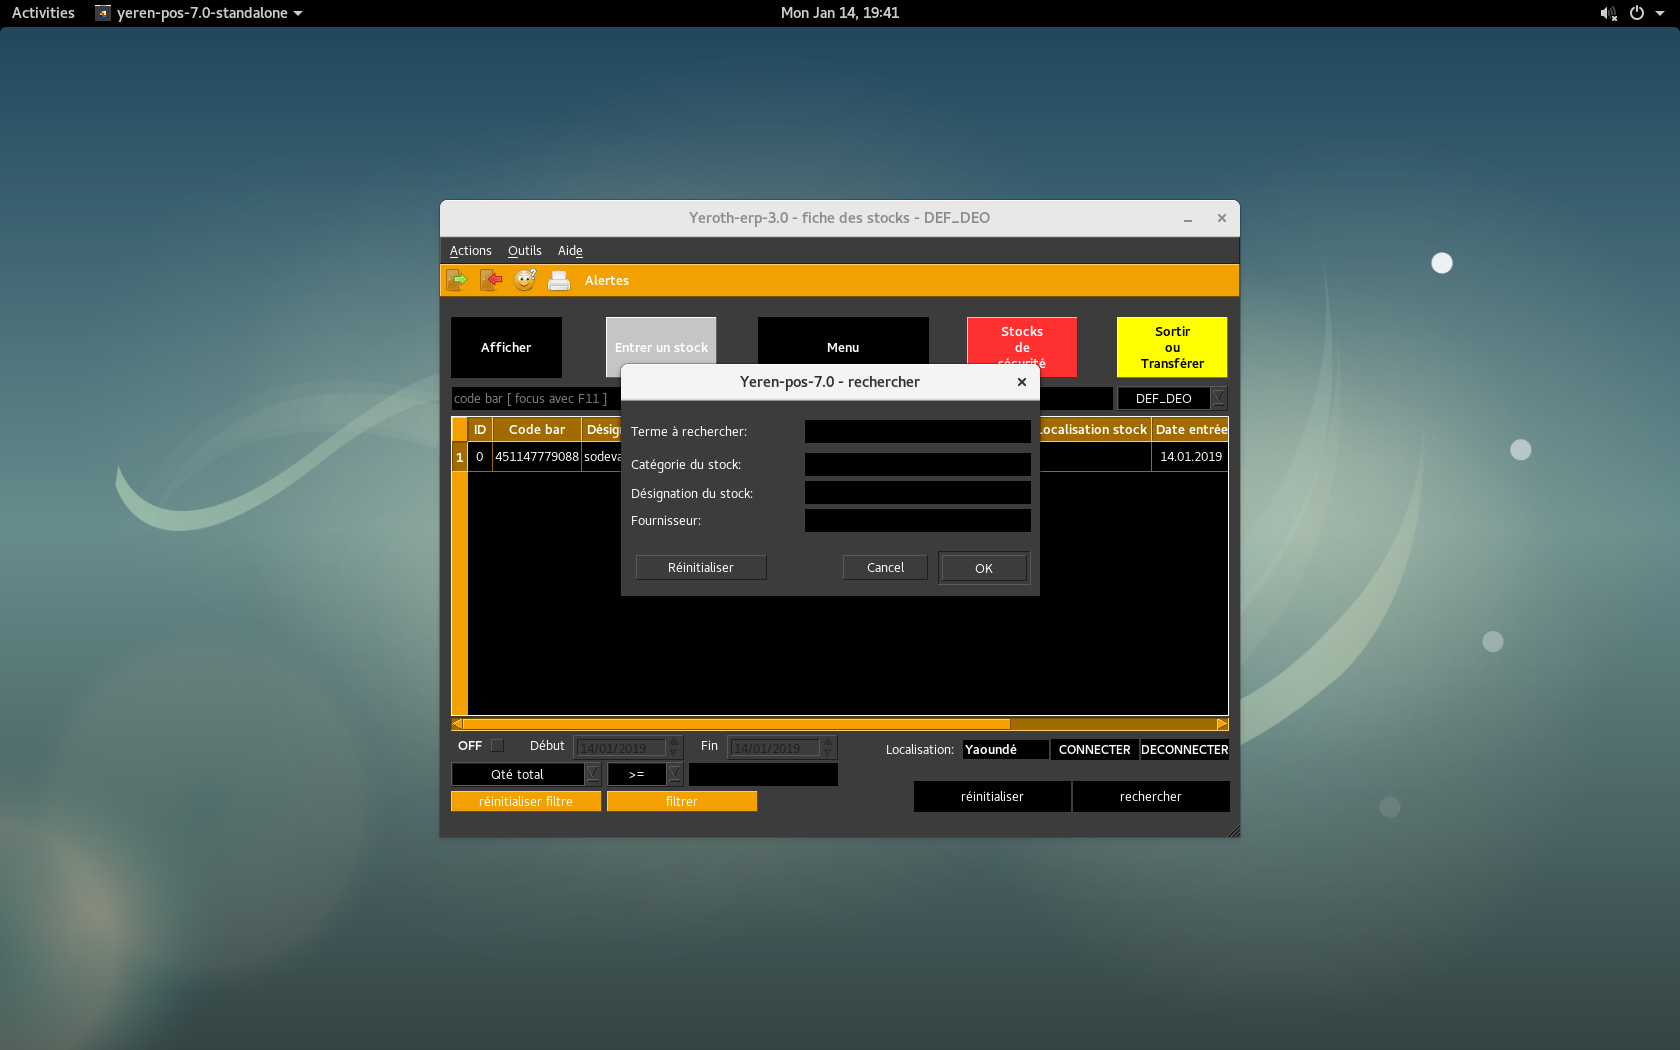 Activities yeren-pos-7.0-standalone Mon Jan 14, 19:41
Yeroth-erp-3.0 - fiche des stocks - DEF_DEO
Actions Outils Aide
Alertes
Afficher
Entrer un stock
Menu
Stocks
de
sécurité
Sortir
ou
Transférer
code bar [ focus avec F11 ]
DEF_DEO
ID Code bar Désig ocalisation stock Date entrée
1 0 451147779088 sodeva 14.01.2019
Yeren-pos-7.0 - rechercher
Terme à rechercher:
Catégorie du stock:
Désignation du stock:
Fournisseur:
Réinitialiser Cancel OK
OFF Début 14/01/2019 Fin 14/01/2019
Localisation: Yaoundé CONNECTER DECONNECTER
Qté total >=
réinitialiser filtre filtrer
réinitialiser rechercher